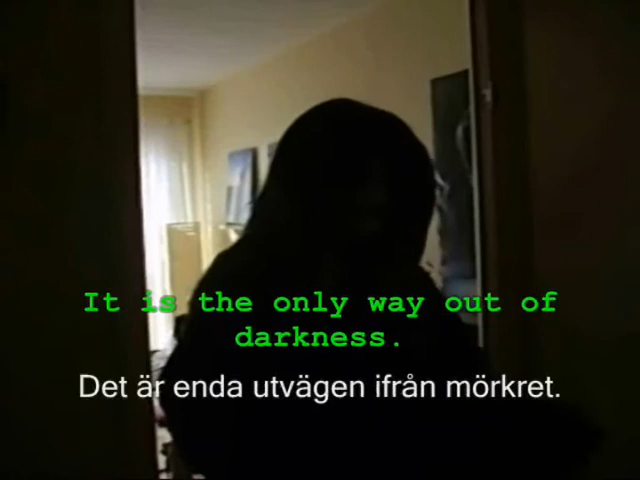 It is the only way out of
darkness.
Det är enda utvägen ifrån mörkret.